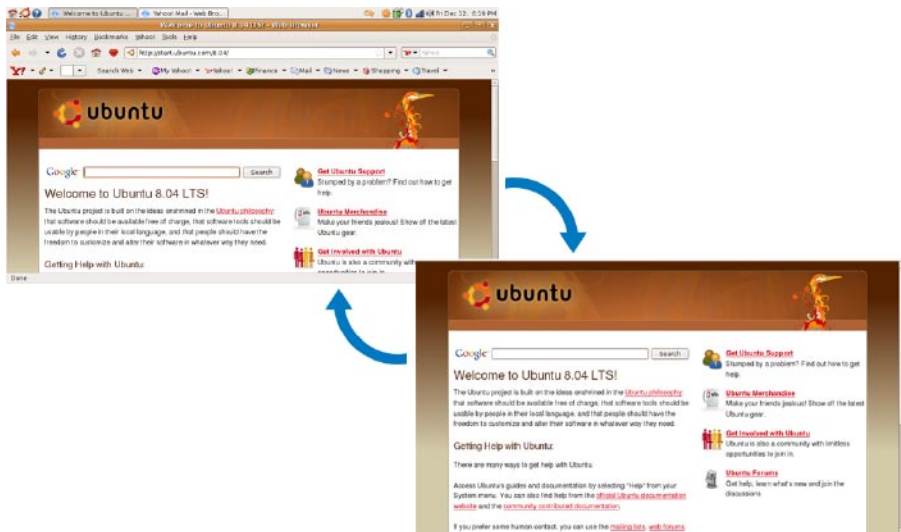 Welcome to Ubuntu ... Yahoo! Mail - Web Bro...
Fri Dec 12,
Welcome to Ubuntu 8.04 LTS! - Web Browser
File Edit View History Bookmarks Yahoo! Tools Help
http://start.ubuntu.com/8.04/
Y! Search Web My Yahoo! Yahoo! Finance Mail News Shopping Travel
ubuntu
Google Search
Welcome to Ubuntu 8.04 LTS!
The Ubuntu project is built on the ideas enshrined in the Ubuntu philosophy:
that software should be available free of charge, that software tools should be
usable by people in their local language, and that people should have the
freedom to customize and alter their software in whatever way they need.
Getting Help with Ubuntu:
Get Ubuntu Support
Stumped by a problem? Find out how to get
help.
Ubuntu Merchandise
Make your friends jealous! Show off the latest
Ubuntu gear.
Get Involved with Ubuntu
Ubuntu is also a community with
opportunities to join in.
Done
ubuntu
Google Search
Welcome to Ubuntu 8.04 LTS!
The Ubuntu project is built on the ideas enshrined in the Ubuntu philosophy:
that software should be available free of charge, that software tools should be
usable by people in their local language, and that people should have the
freedom to customize and alter their software in whatever way they need.
Getting Help with Ubuntu:
There are many ways to get help with Ubuntu.
Access Ubuntu's guides and documentation by selecting "Help" from your
System menu. You can also find help from the official Ubuntu documentation
website and the community contributed documentation.
If you prefer some human contact, you can use the mailing lists, web forums
Get Ubuntu Support
Stumped by a problem? Find out how to get
help.
Ubuntu Merchandise
Make your friends jealous! Show off the latest
Ubuntu gear.
Get Involved with Ubuntu
Ubuntu is also a community with limitless
opportunities to join in.
Ubuntu Forums
Get help, learn what's new and join the
discussions